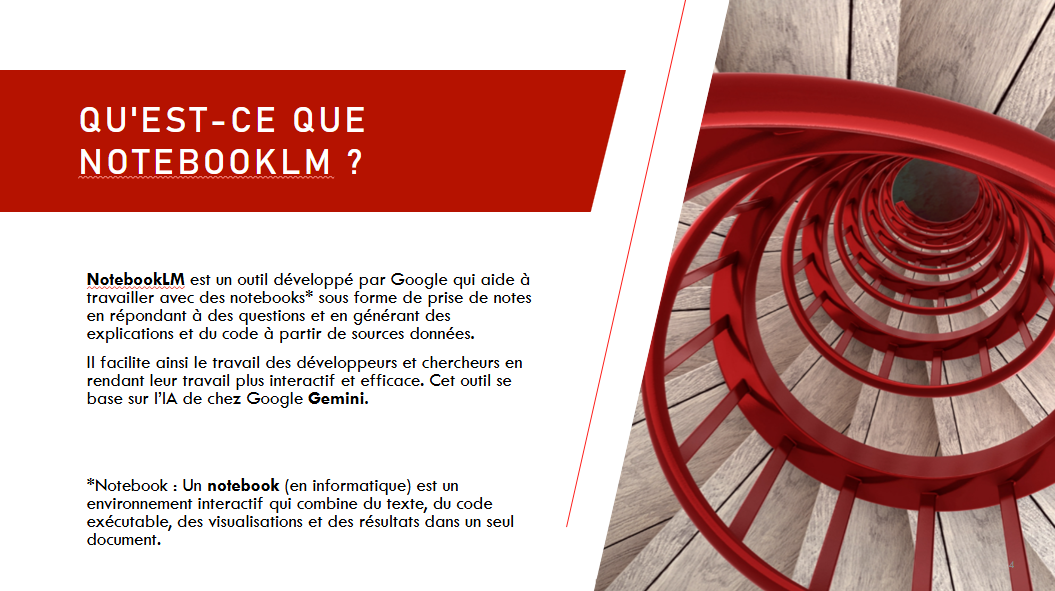 QU'EST-CE QUE
NOTEBOOKLM ?
NotebookLM est un outil développé par Google qui aide à
travailler avec des notebooks* sous forme de prise de notes
en répondant à des questions et en générant des
explications et du code à partir de sources données.
Il facilite ainsi le travail des développeurs et chercheurs en
rendant leur travail plus interactif et efficace. Cet outil se
base sur l'IA de chez Google Gemini.
*Notebook : Un notebook (en informatique) est un
environnement interactif qui combine du texte, du code
exécutable, des visualisations et des résultats dans un seul
document.
4